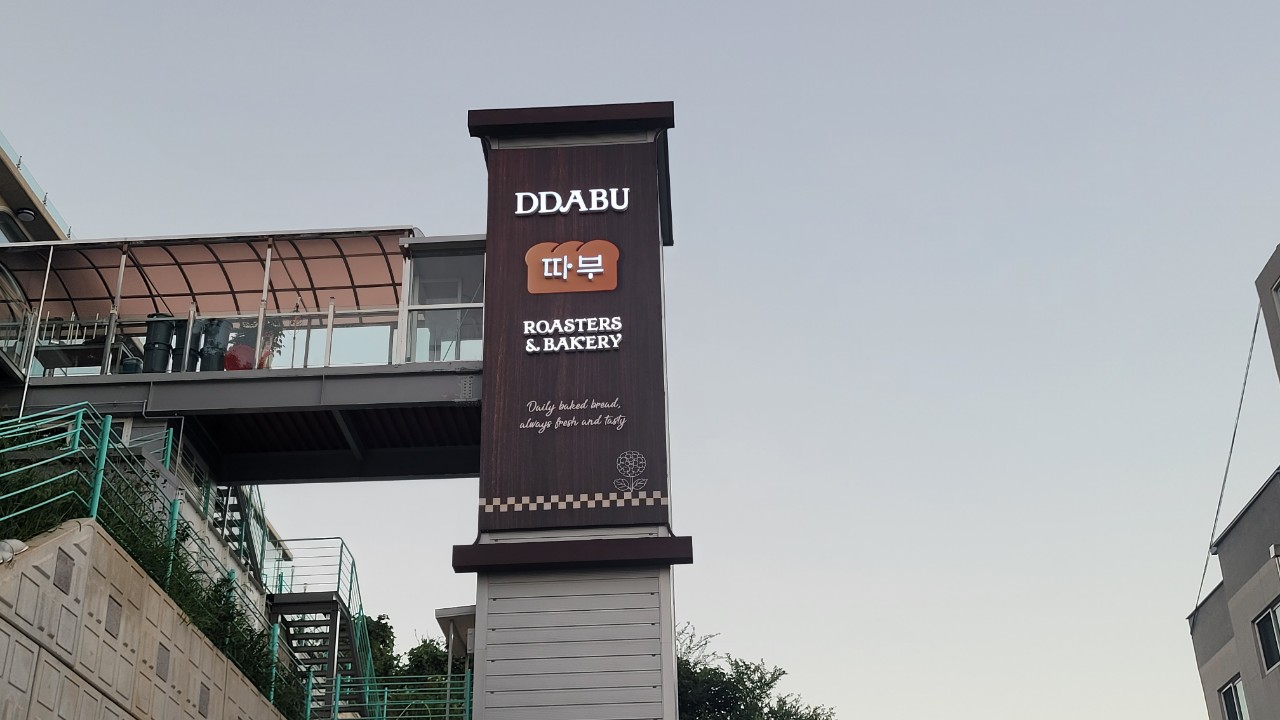 DDABU
따부
ROASTERS
& BAKERY
Daily baked bread,
always fresh and tasty